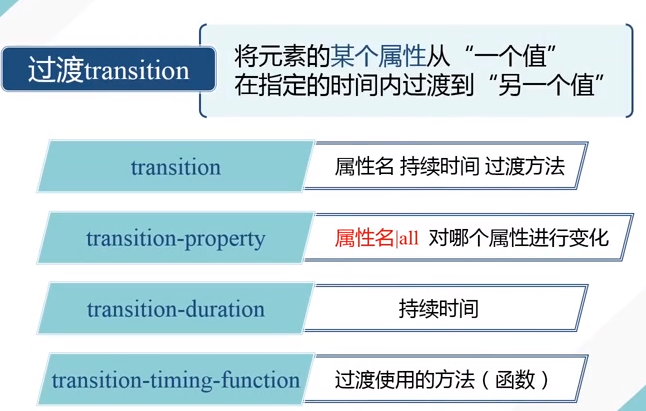 过渡transition
将元素的某个属性从“一个值”
在指定的时间内过渡到“另一个值”
transition
属性名 持续时间 过渡方法
transition-property
属性名|all 对哪个属性进行变化
transition-duration
持续时间
transition-timing-function
过渡使用的方法（函数）